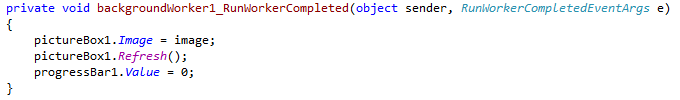 private void backgroundWorker1_RunWorkerCompleted(object sender, RunWorkerCompletedEventArgs e)
{
    pictureBox1.Image = image;
    pictureBox1.Refresh();
    progressBar1.Value = 0;
}